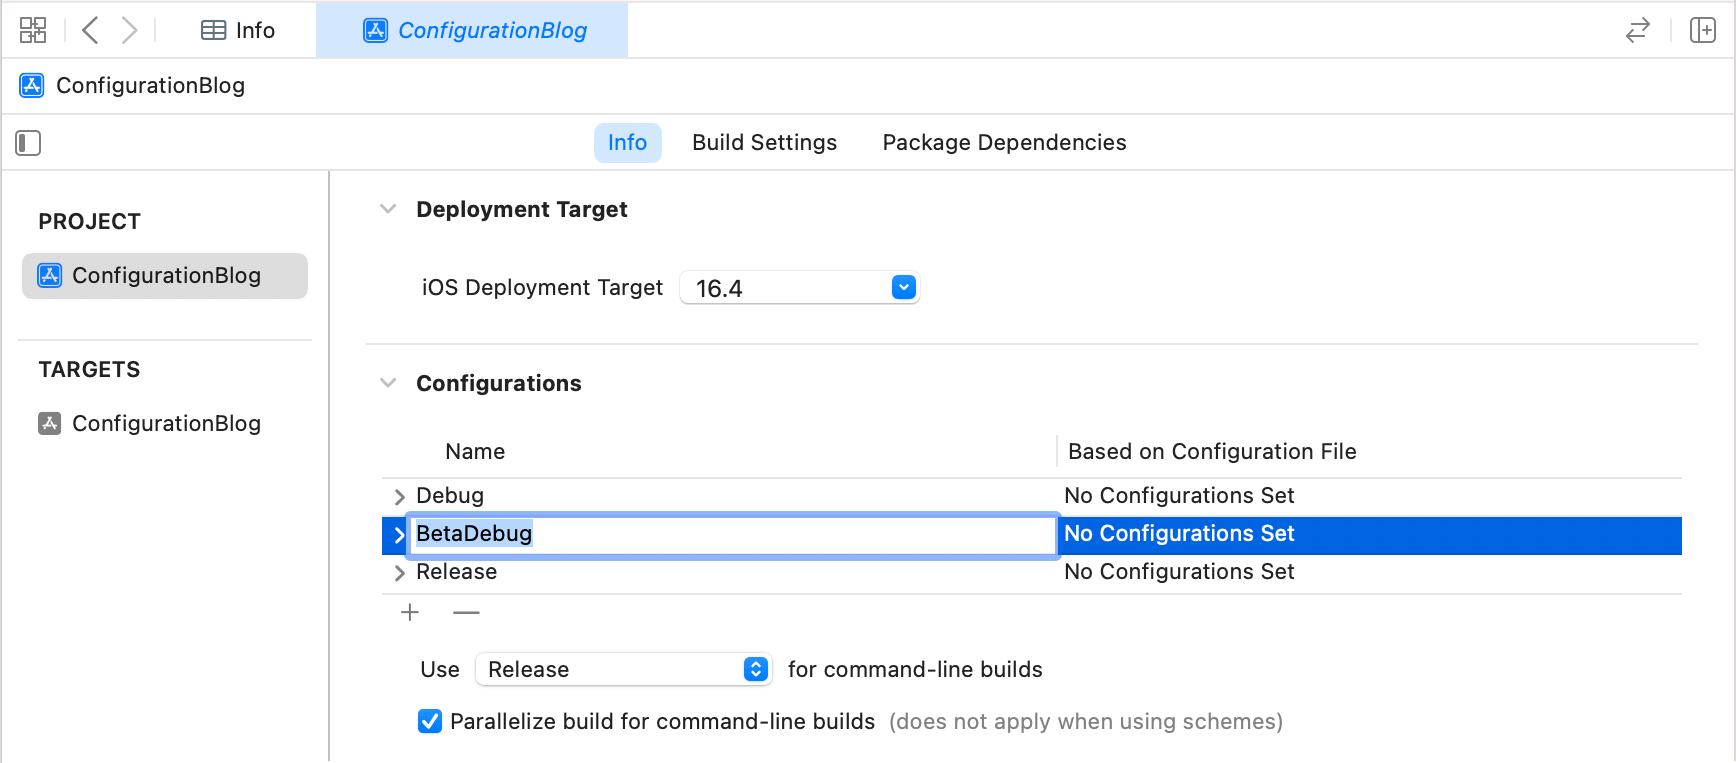 Info
ConfigurationBlog
ConfigurationBlog
Info Build Settings Package Dependencies
PROJECT
ConfigurationBlog
TARGETS
ConfigurationBlog
Deployment Target
iOS Deployment Target 16.4
Configurations
Name Based on Configuration File
Debug No Configurations Set
BetaDebug No Configurations Set
Release No Configurations Set
Use Release for command-line builds
Parallelize build for command-line builds (does not apply when using schemes)